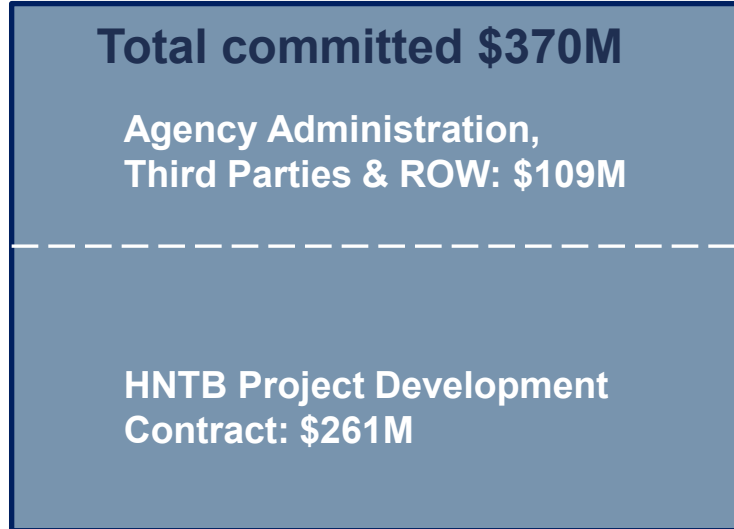 Total committed $370M
Agency Administration,
Third Parties & ROW: $109M
HNTB Project Development
Contract: $261M